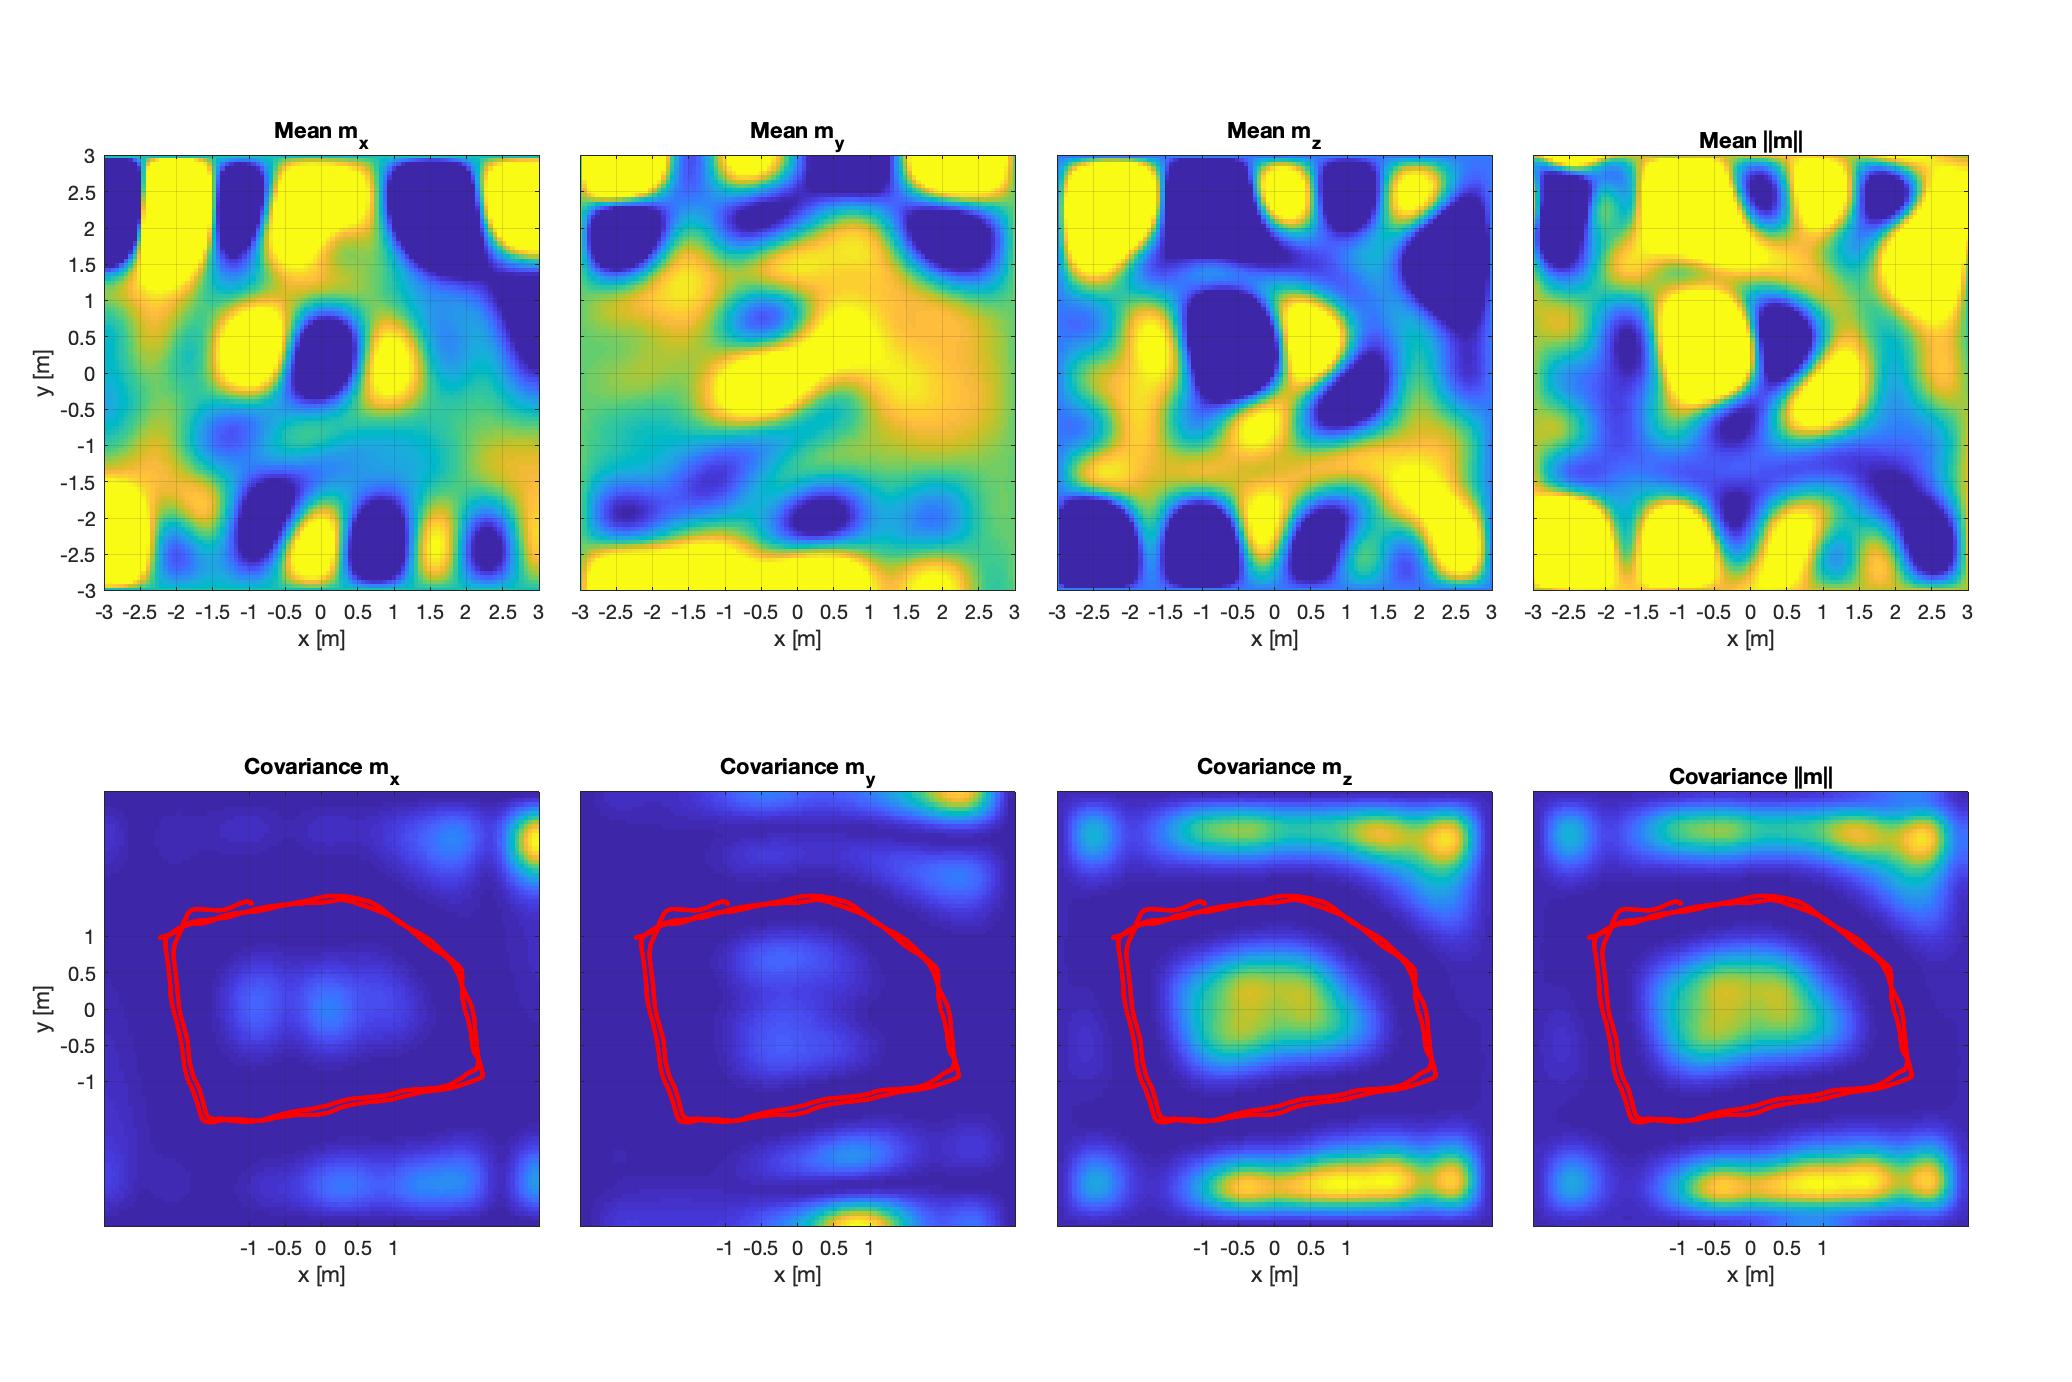 Mean m_x
Mean m_y
Mean m_z
Mean ||m||
3
2.5
2
1.5
1
0.5
0
-0.5
-1
-1.5
-2
-2.5
-3
y [m]
-3 -2.5 -2 -1.5 -1 -0.5 0 0.5 1 1.5 2 2.5 3
x [m]
-3 -2.5 -2 -1.5 -1 -0.5 0 0.5 1 1.5 2 2.5 3
x [m]
-3 -2.5 -2 -1.5 -1 -0.5 0 0.5 1 1.5 2 2.5 3
x [m]
-3 -2.5 -2 -1.5 -1 -0.5 0 0.5 1 1.5 2 2.5 3
x [m]
Covariance m_x
Covariance m_y
Covariance m_z
Covariance ||m||
1
0.5
0
-0.5
-1
y [m]
-1 -0.5 0 0.5 1
x [m]
-1 -0.5 0 0.5 1
x [m]
-1 -0.5 0 0.5 1
x [m]
-1 -0.5 0 0.5 1
x [m]